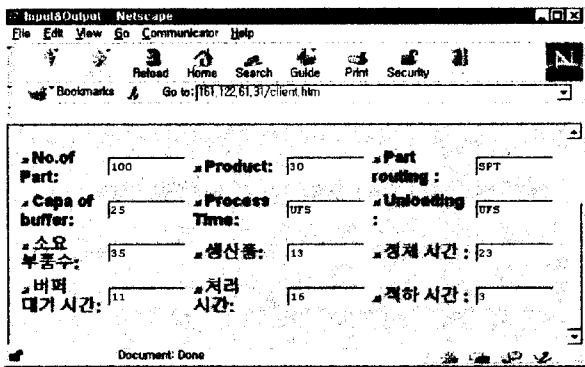 Input&Output Netscape
File Edit View Go Communicator Help
Reload Home Search Guide Print Security
Bookmarks Go to: 161.122.61.31/client.htm
No.of Part: 100 Product: 30 Part routing : SPT
Capa of buffer: 25 Process Time: UFS Unloading : UFS
소요 부품수: 35 생산품: 13 정체 시간 : 23
버퍼 대기 시간: 11 처리 시간: 16 적하 시간 : 3
Document: Done